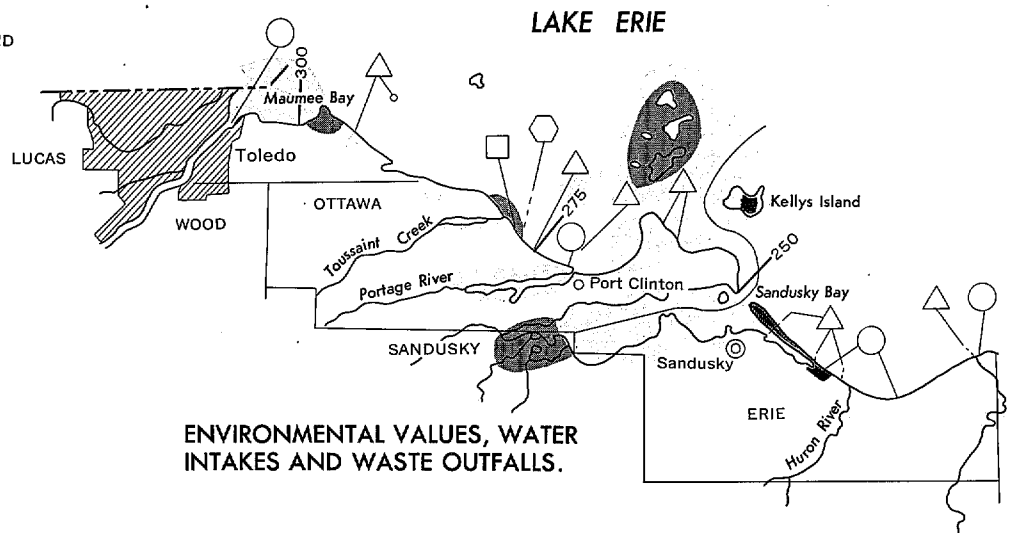 LAKE ERIE
300
Maumee Bay
LUCAS
Toledo
WOOD
OTTAWA
Toussaint Creek
275
Kellys Island
250
Portage River
Port Clinton
Sandusky Bay
SANDUSKY
Sandusky
ERIE
Huron River
ENVIRONMENTAL VALUES, WATER
INTAKES AND WASTE OUTFALLS.